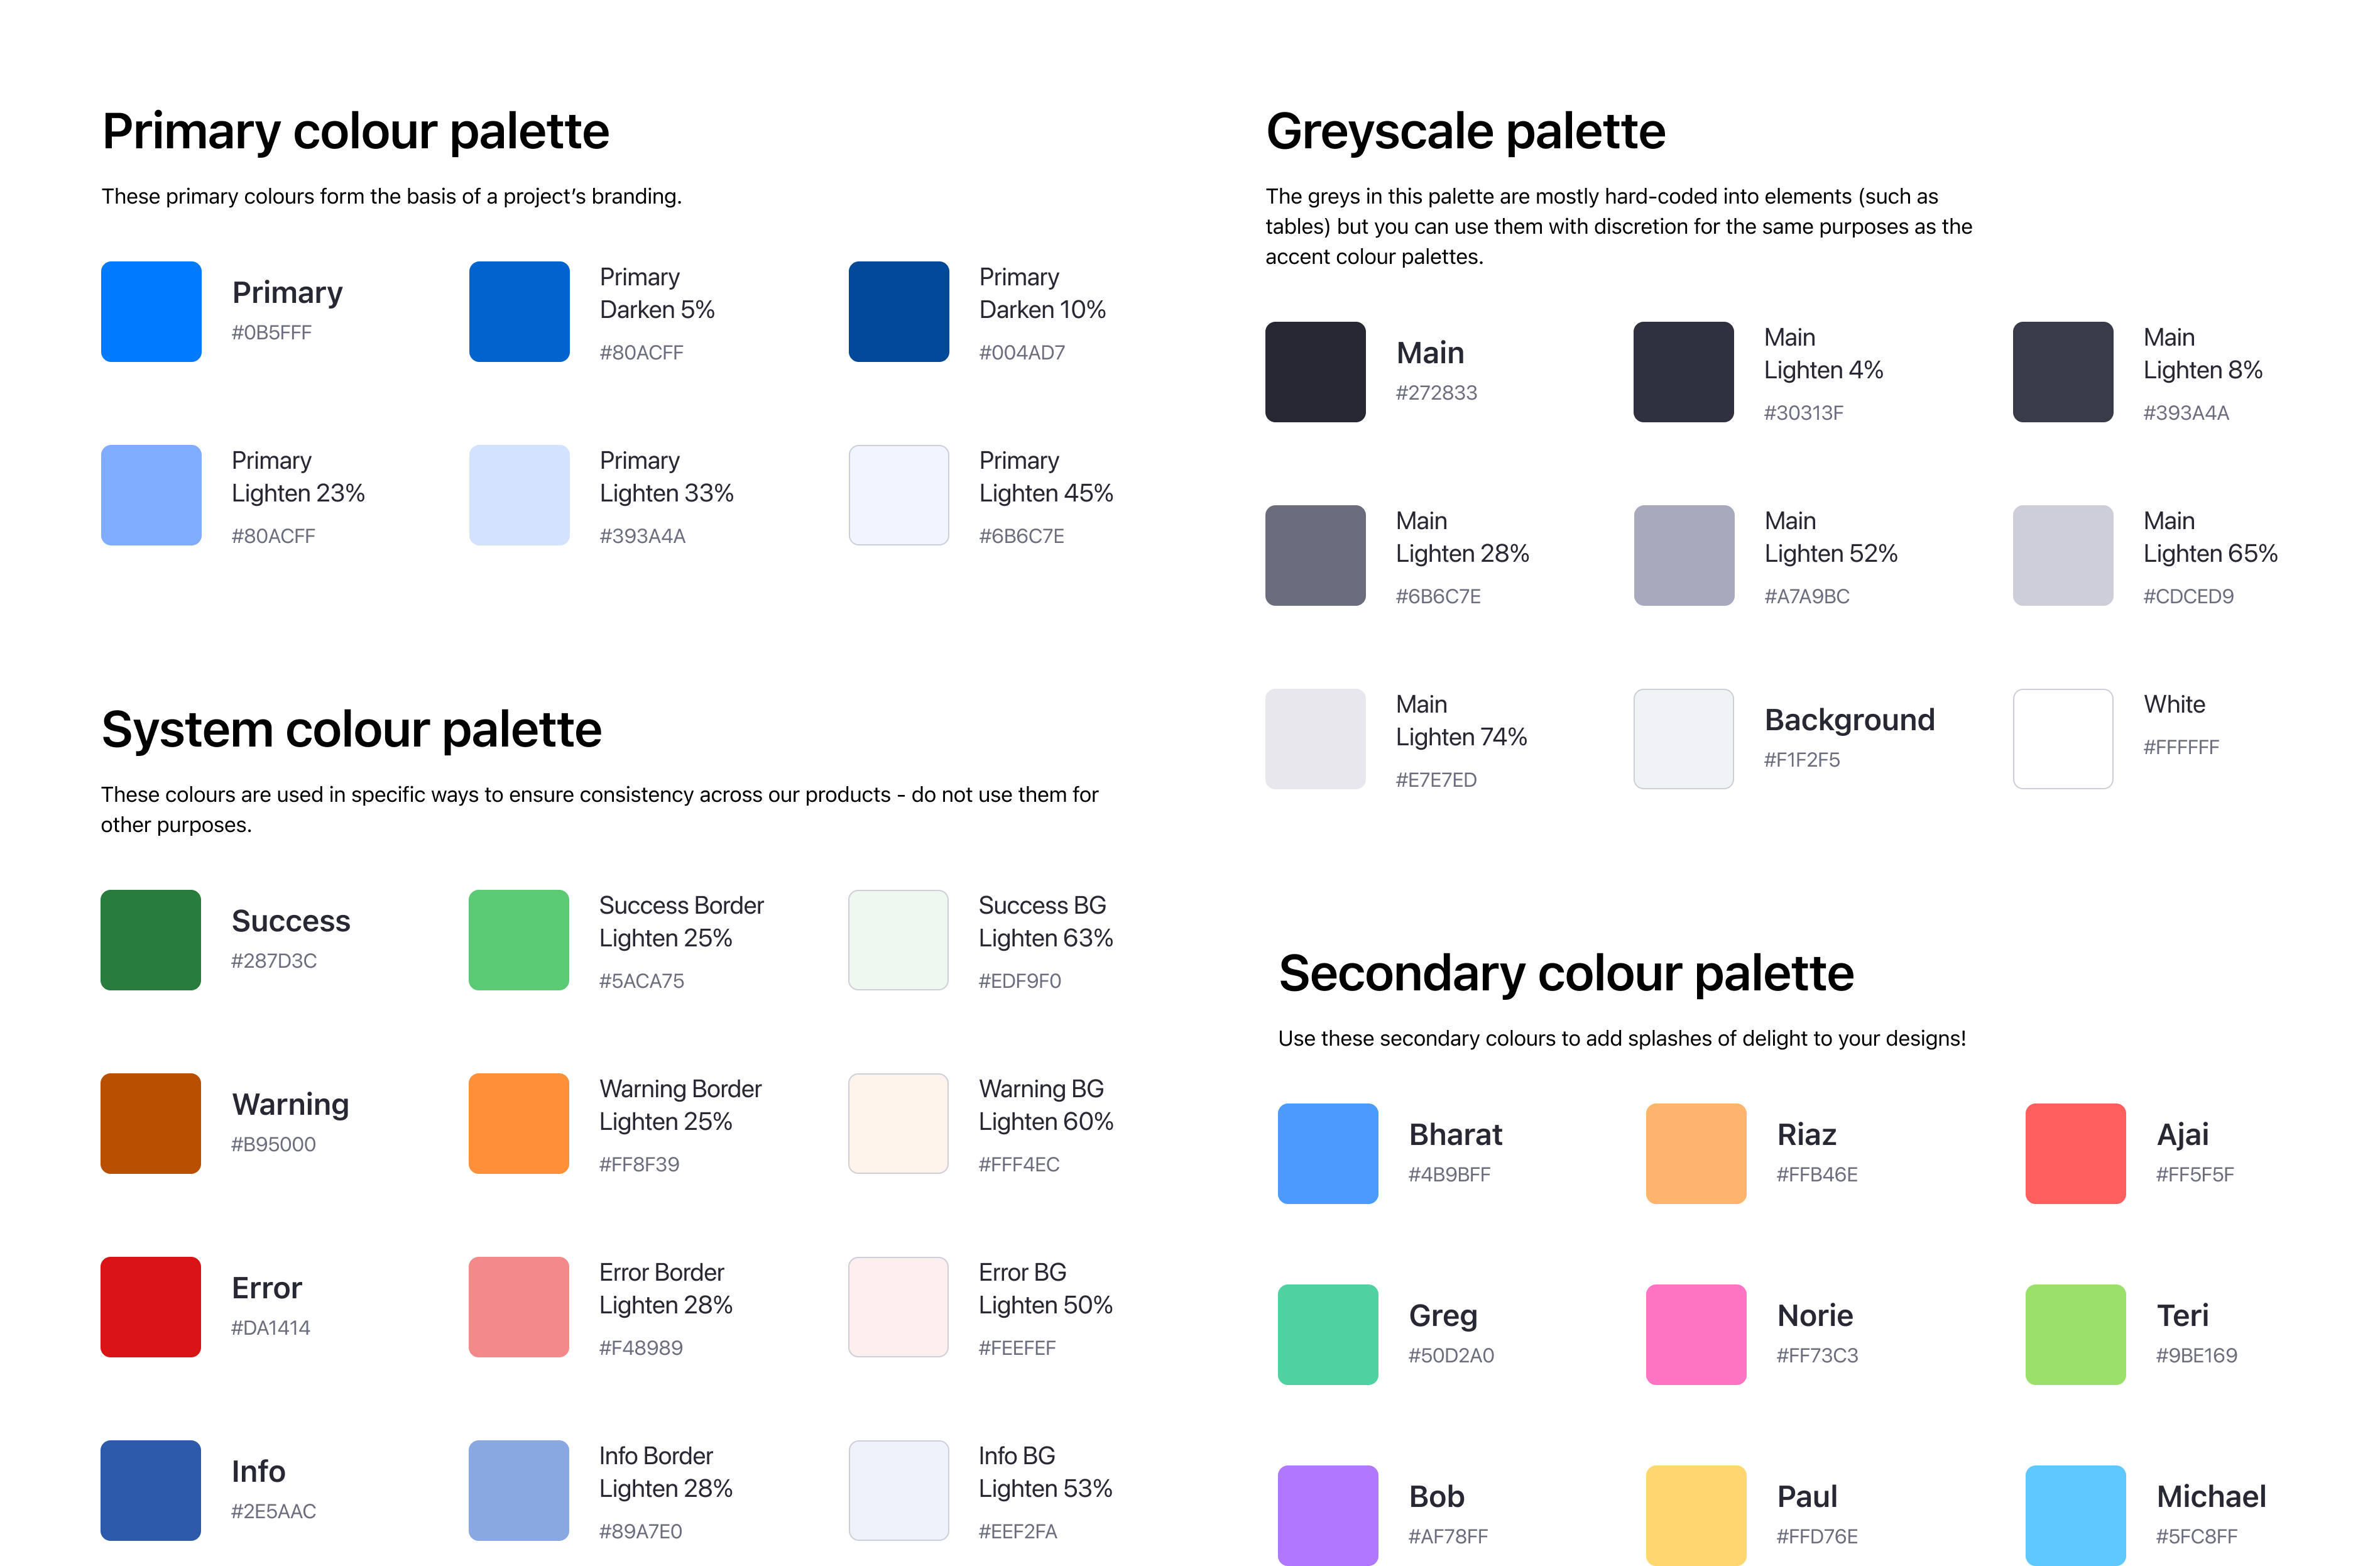 Primary colour palette
These primary colours form the basis of a project’s branding.
Primary
#0B5FFF
Primary
Darken 5%
#80ACFF
Primary
Darken 10%
#004AD7
Primary
Lighten 23%
#80ACFF
Primary
Lighten 33%
#393A4A
Primary
Lighten 45%
#6B6C7E
System colour palette
These colours are used in specific ways to ensure consistency across our products - do not use them for
other purposes.
Success
#287D3C
Success Border
Lighten 25%
#5ACA75
Success BG
Lighten 63%
#EDF9F0
Warning
#B95000
Warning Border
Lighten 25%
#FF8F39
Warning BG
Lighten 60%
#FFF4EC
Error
#DA1414
Error Border
Lighten 28%
#F48989
Error BG
Lighten 50%
#FEEFEF
Info
#2E5AAC
Info Border
Lighten 28%
#89A7E0
Info BG
Lighten 53%
#EEF2FA
Greyscale palette
The greys in this palette are mostly hard-coded into elements (such as
tables) but you can use them with discretion for the same purposes as the
accent colour palettes.
Main
#272833
Main
Lighten 4%
#30313F
Main
Lighten 8%
#393A4A
Main
Lighten 28%
#6B6C7E
Main
Lighten 52%
#A7A9BC
Main
Lighten 65%
#CDCED9
Main
Lighten 74%
#E7E7ED
Background
#F1F2F5
White
#FFFFFF
Secondary colour palette
Use these secondary colours to add splashes of delight to your designs!
Bharat
#4B9BFF
Riaz
#FFB46E
Ajai
#FF5F5F
Greg
#50D2A0
Norie
#FF73C3
Teri
#9BE169
Bob
#AF78FF
Paul
#FFD76E
Michael
#5FC8FF